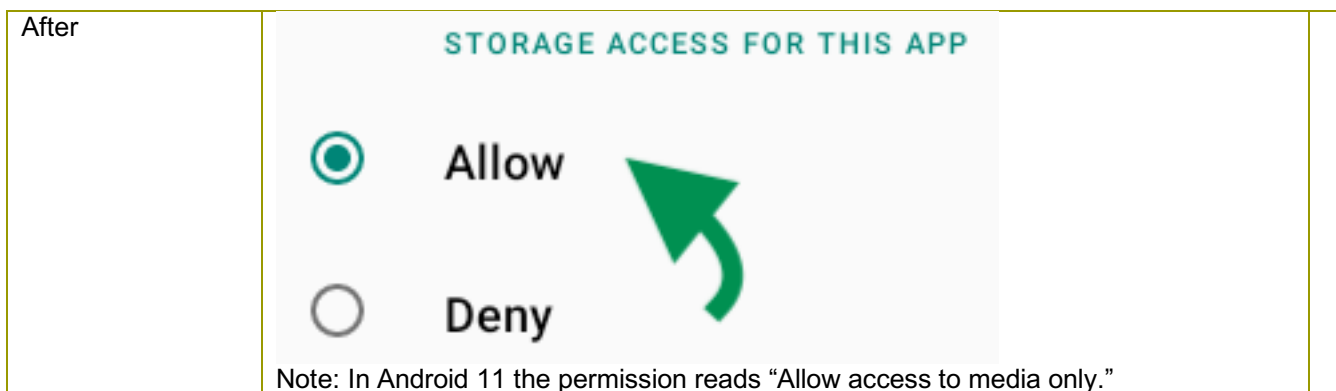 After
STORAGE ACCESS FOR THIS APP
Allow
Deny
Note: In Android 11 the permission reads “Allow access to media only.”